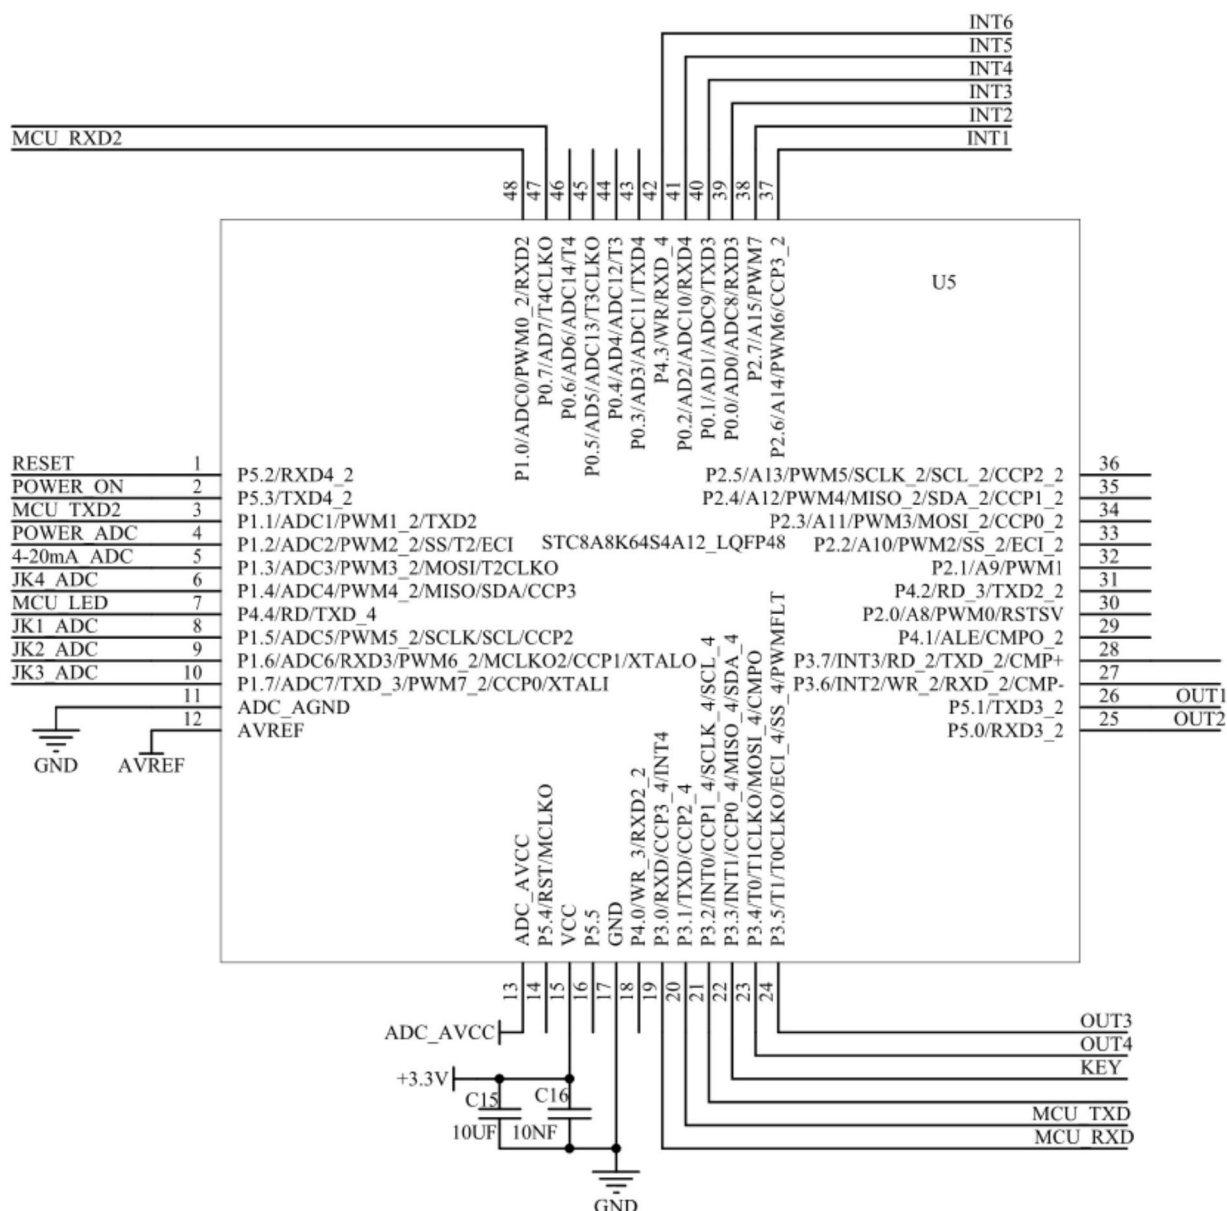 INT6
INT5
INT4
INT3
INT2
INT1
MCU_RXD2
48
47
46
45
44
43
42
41
40
39
38
37
P1.0/ADC0/PWM0_2/RXD2
P0.7/AD7/T4CLKO
P0.6/AD6/ADC14/T4
P0.5/AD5/ADC13/T3CLKO
P0.4/AD4/ADC12/T3
P0.3/AD3/ADC11/TXD4
P4.3/WR/RXD_4
P0.2/AD2/ADC10/RXD4
P0.1/AD1/ADC9/TXD3
P0.0/AD0/ADC8/RXD3
P2.7/A15/PWM7
P2.6/A14/PWM6/CCP3_2
U5
RESET 1 P5.2/RXD4_2
POWER_ON 2 P5.3/TXD4_2
MCU_TXD2 3 P1.1/ADC1/PWM1_2/TXD2
POWER_ADC 4 P1.2/ADC2/PWM2_2/SS/T2/ECI
4-20mA_ADC 5 P1.3/ADC3/PWM3_2/MOSI/T2CLKO
JK4_ADC 6 P1.4/ADC4/PWM4_2/MISO/SDA/CCP3
MCU_LED 7 P4.4/RD/TXD_4
JK1_ADC 8 P1.5/ADC5/PWM5_2/SCLK/SCL/CCP2
JK2_ADC 9 P1.6/ADC6/RXD3/PWM6_2/MCLKO2/CCP1/XTALO
JK3_ADC 10 P1.7/ADC7/TXD_3/PWM7_2/CCP0/XTALI
11 ADC_AGND
12 AVREF
GND
AVREF
STC8A8K64S4A12_LQFP48
P2.5/A13/PWM5/SCLK_2/SCL_2/CCP2_2 36
P2.4/A12/PWM4/MISO_2/SDA_2/CCP1_2 35
P2.3/A11/PWM3/MOSI_2/CCP0_2 34
P2.2/A10/PWM2/SS_2/ECI_2 33
P2.1/A9/PWM1 32
P4.2/RD_3/TXD2_2 31
P2.0/A8/PWM0/RSTSV 30
P4.1/ALE/CMPO_2 29
P3.7/INT3/RD_2/TXD_2/CMP+ 28
P3.6/INT2/WR_2/RXD_2/CMP- 27
P5.1/TXD3_2 26 OUT1
P5.0/RXD3_2 25 OUT2
ADC_AVCC
P5.4/RST/MCLKO
VCC
P5.5
GND
P4.0/WR_3/RXD2_2
P3.0/RXD/CCP3_4/INT4
P3.1/TXD/CCP2_4
P3.2/INT0/CCP1_4/SCLK_4/SCL_4
P3.3/INT1/CCP0_4/MISO_4/SDA_4
P3.4/T0/T1CLKO/MOSI_4/CMPO
P3.5/T1/T0CLKO/ECI_4/SS_4/PWMFLT
13
14
15
16
17
18
19
20
21
22
23
24
ADC_AVCC
+3.3V
C15
10UF
C16
10NF
GND
OUT3
OUT4
KEY
MCU_TXD
MCU_RXD